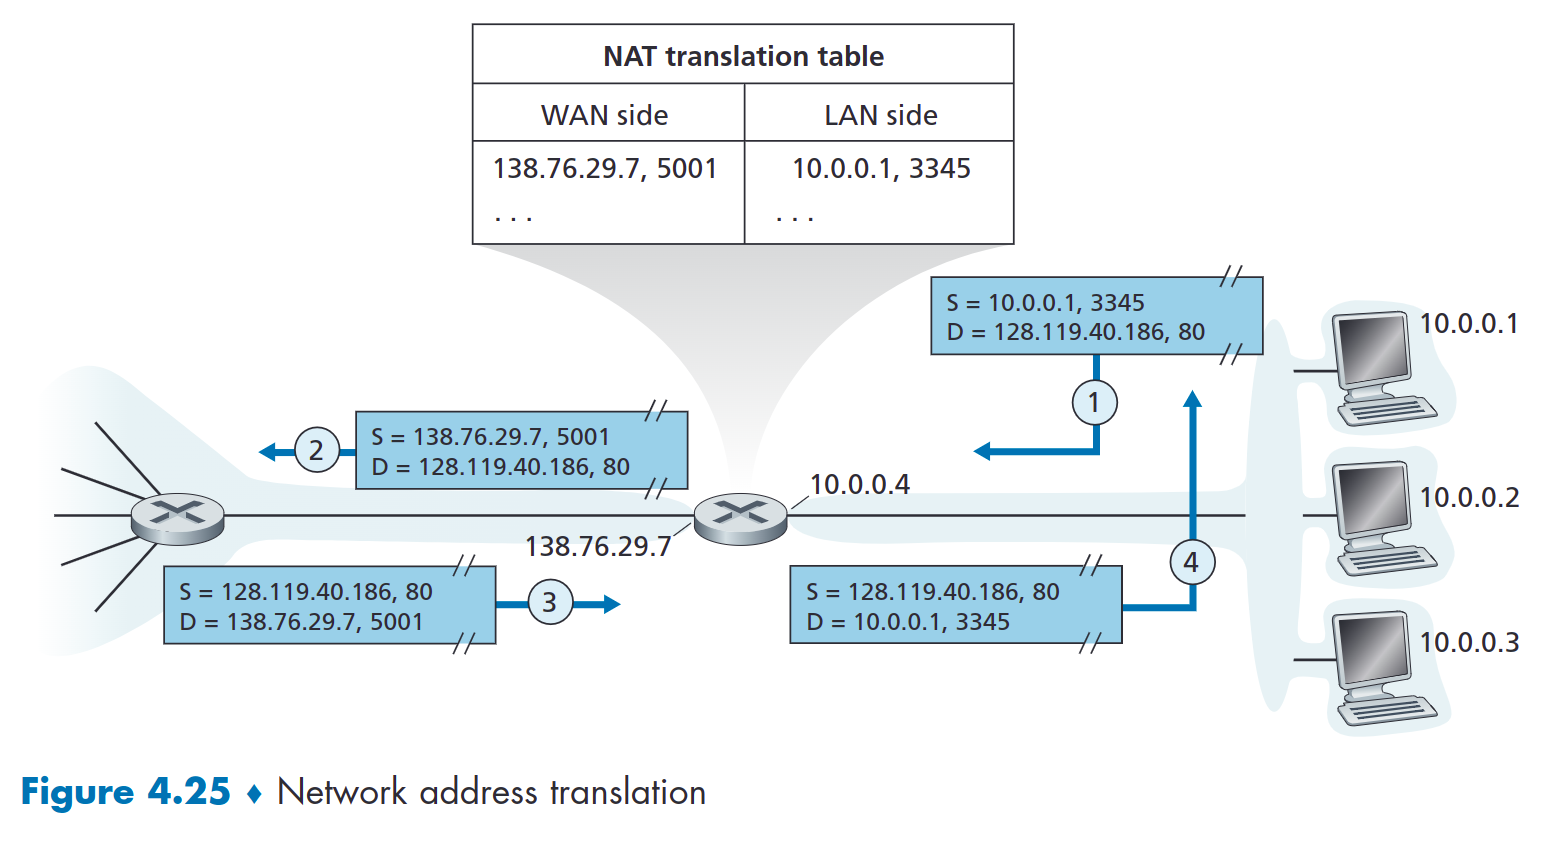 NAT translation table
WAN side LAN side
138.76.29.7, 5001 10.0.0.1, 3345
. . . . . .
S = 10.0.0.1, 3345
D = 128.119.40.186, 80
1
10.0.0.1
2
S = 138.76.29.7, 5001
D = 128.119.40.186, 80
10.0.0.4
10.0.0.2
138.76.29.7
S = 128.119.40.186, 80
D = 138.76.29.7, 5001
3
S = 128.119.40.186, 80
D = 10.0.0.1, 3345
4
10.0.0.3
Figure 4.25 ♦ Network address translation